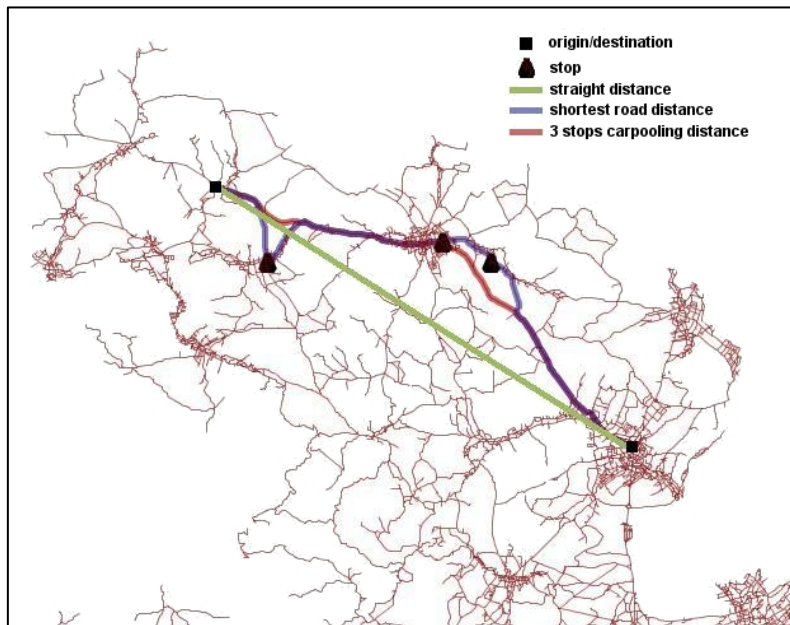 origin/destination
stop
straight distance
shortest road distance
3 stops carpooling distance